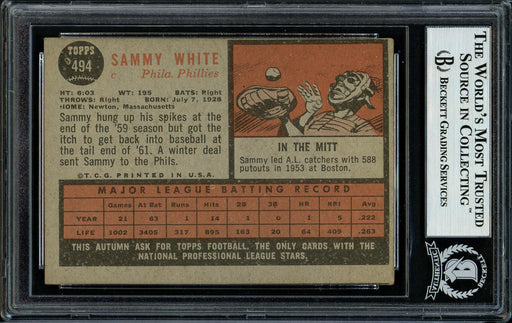 TOPPS
494
SAMMY WHITE
c Phila. Phillies
HT: 6:03 WT: 195 BATS: Right
THROWS: Right BORN: July 7, 1928
HOME: Newton, Massachusetts
Sammy hung up his spikes at the
end of the '59 season but got the
itch to get back into baseball at
the tail end of '61. A winter deal
sent Sammy to the Phils.
©T.C.G. PRINTED IN U.S.A.
IN THE MITT
Sammy led A.L. catchers with 588
putouts in 1953 at Boston.
MAJOR LEAGUE BATTING RECORD
Games At Bat Runs Hits 2B 3B HR RBI Avg.
YEAR 21 63 1 14 1 0 1 5 .222
LIFE 1002 3405 317 895 163 20 64 409 .263
THIS AUTUMN ASK FOR TOPPS FOOTBALL. THE ONLY CARDS WITH THE
NATIONAL PROFESSIONAL LEAGUE STARS.
THE WORLD'S MOST TRUSTED
SOURCE IN COLLECTING™
B BECKETT GRADING SERVICES
BECKETT
B
AUTHENTIC